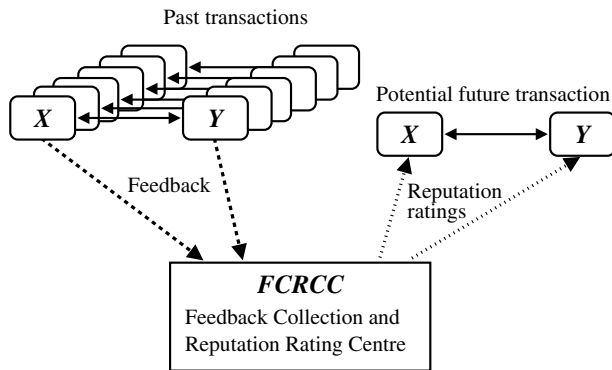 Past transactions
X
Y
Feedback
Potential future transaction
X
Y
Reputation
ratings
FCRCC
Feedback Collection and
Reputation Rating Centre